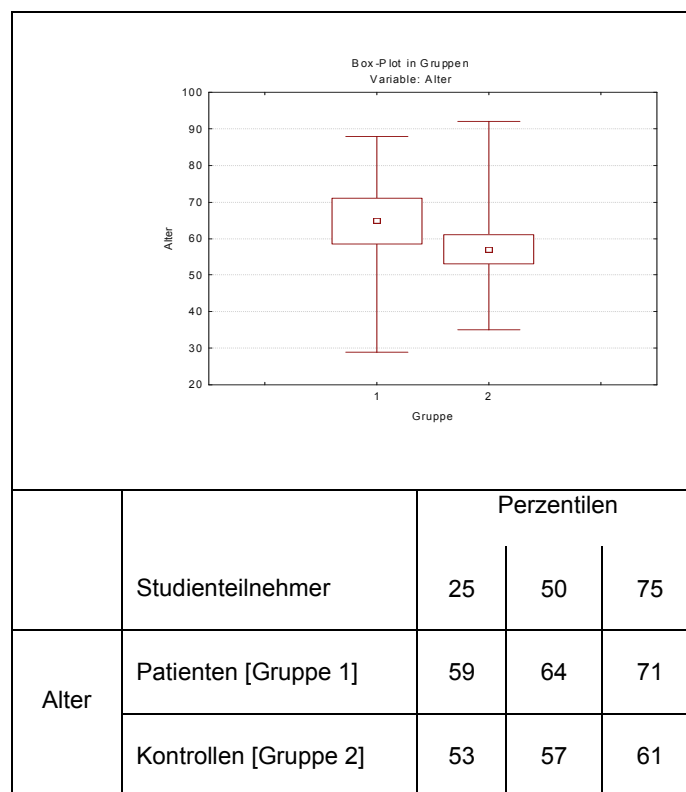 Box-Plot in Gruppen
Variable: Alter
100
90
80
70
60
50
40
30
20
Alter
1 2
Gruppe
Perzentilen
Studienteilnehmer 25 50 75
Alter
Patienten [Gruppe 1] 59 64 71
Kontrollen [Gruppe 2] 53 57 61